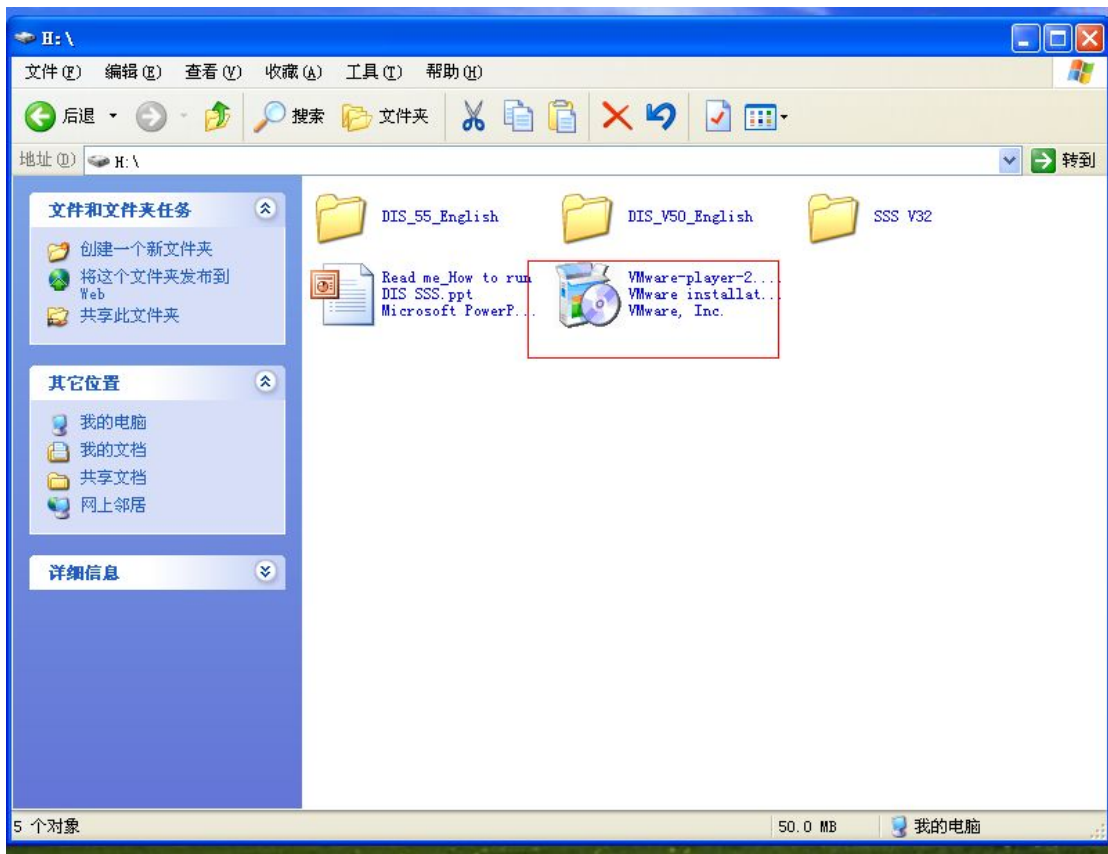 H:\
文件(F) 编辑(E) 查看(V) 收藏(A) 工具(T) 帮助(H)
后退 搜索 文件夹
地址(D) H:\ 转到
文件和文件夹任务
创建一个新文件夹
将这个文件夹发布到
Web
共享此文件夹
其它位置
我的电脑
我的文档
共享文档
网上邻居
详细信息
DIS_55_English DIS_V50_English SSS V32
Read me_How to run
DIS SSS.ppt
Microsoft PowerP...
VMware-player-2....
VMware installat...
VMware, Inc.
5 个对象 50.0 MB 我的电脑